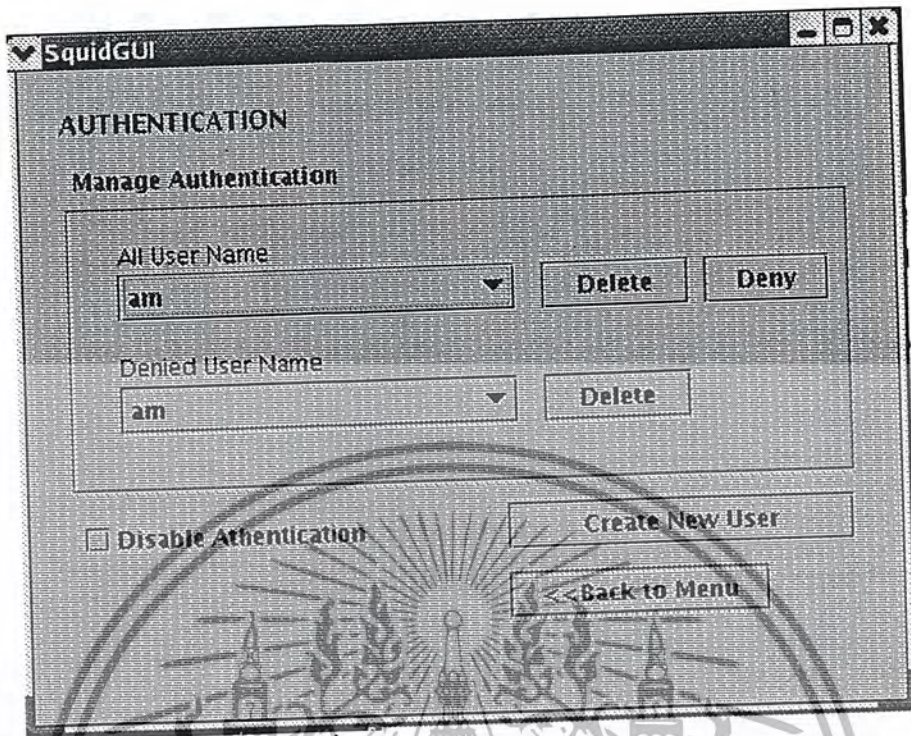 SquidGUI
AUTHENTICATION
Manage Authentication
All User Name
am
Delete
Deny
Denied User Name
am
Delete
Disable Athentication
Create New User
<<Back to Menu